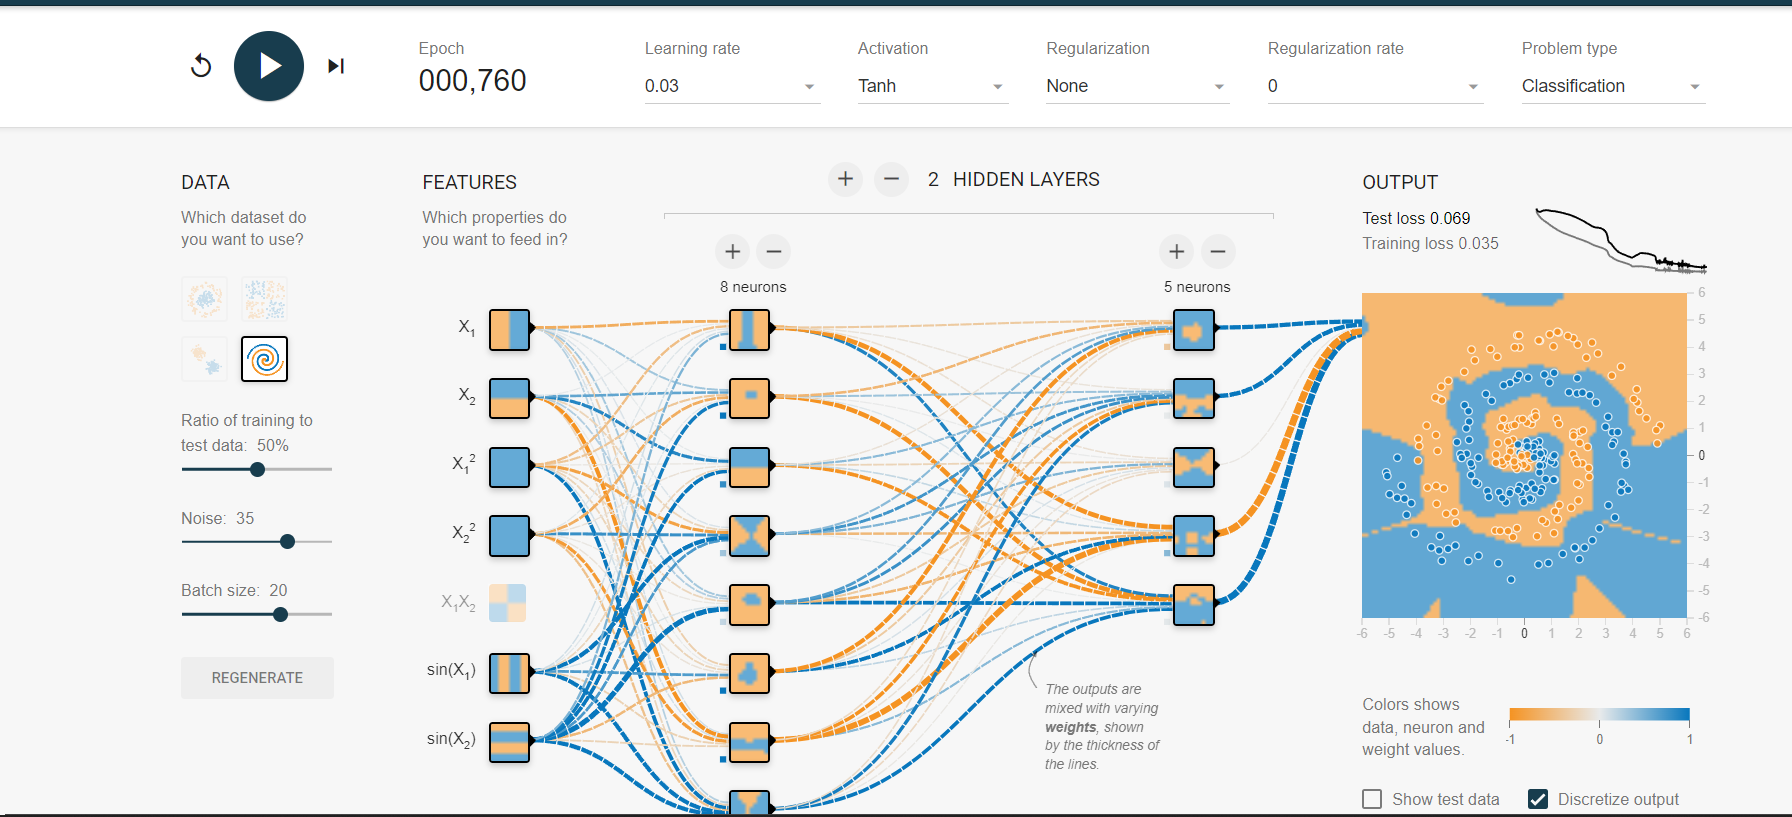 Epoch
000,760
Learning rate
0.03
Activation
Tanh
Regularization
None
Regularization rate
0
Problem type
Classification
DATA
Which dataset do
you want to use?
Ratio of training to
test data: 50%
Noise: 35
Batch size: 20
REGENERATE
FEATURES
Which properties do
you want to feed in?
X1
X2
X1²
X2²
X1X2
sin(X1)
sin(X2)
+ − 2 HIDDEN LAYERS
+ −
8 neurons
+ −
5 neurons
The outputs are
mixed with varying
weights, shown
by the thickness of
the lines.
OUTPUT
Test loss 0.069
Training loss 0.035
6
5
4
3
2
1
0
-1
-2
-3
-4
-5
-6
-6 -5 -4 -3 -2 -1 0 1 2 3 4 5 6
Colors shows
data, neuron and
weight values.
-1 0 1
Show test data
Discretize output